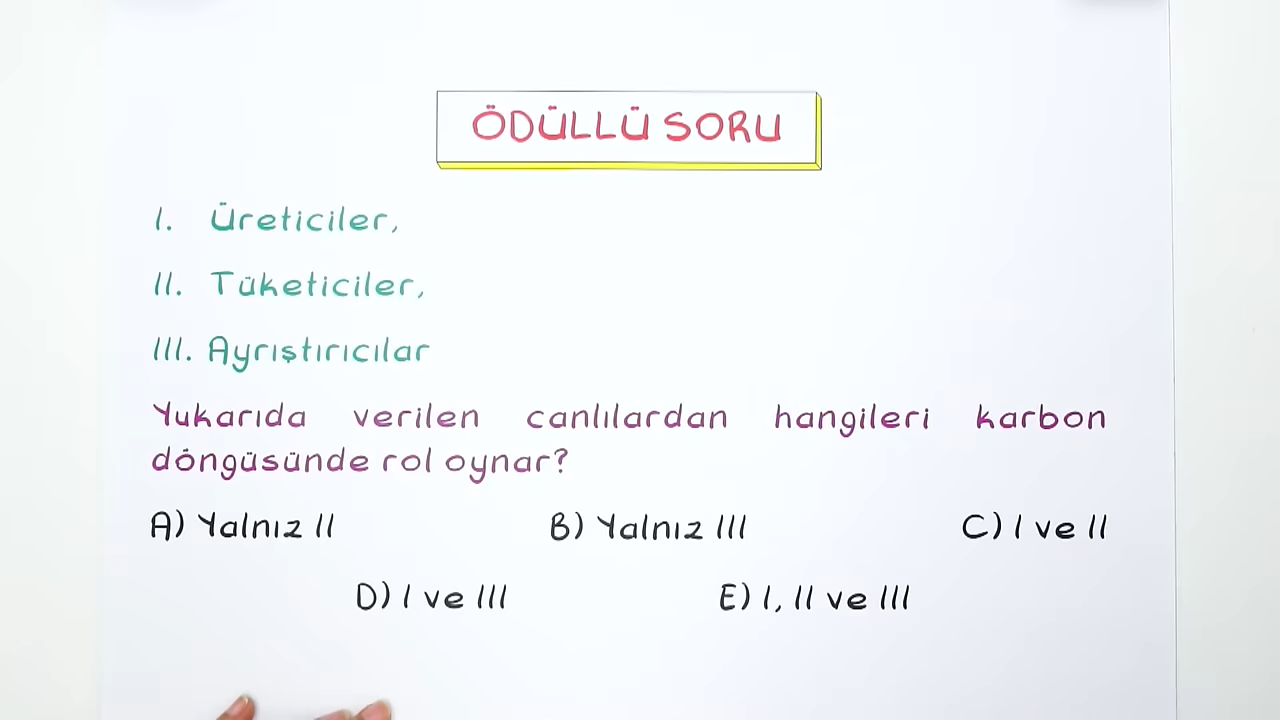 ÖDÜLLÜ SORU
I. Üreticiler,
II. Tüketiciler,
III. Ayrıştırıcılar
Yukarıda verilen canlılardan hangileri karbon
döngüsünde rol oynar?
A) Yalnız II B) Yalnız III C) I ve II
D) I ve III E) I, II ve III